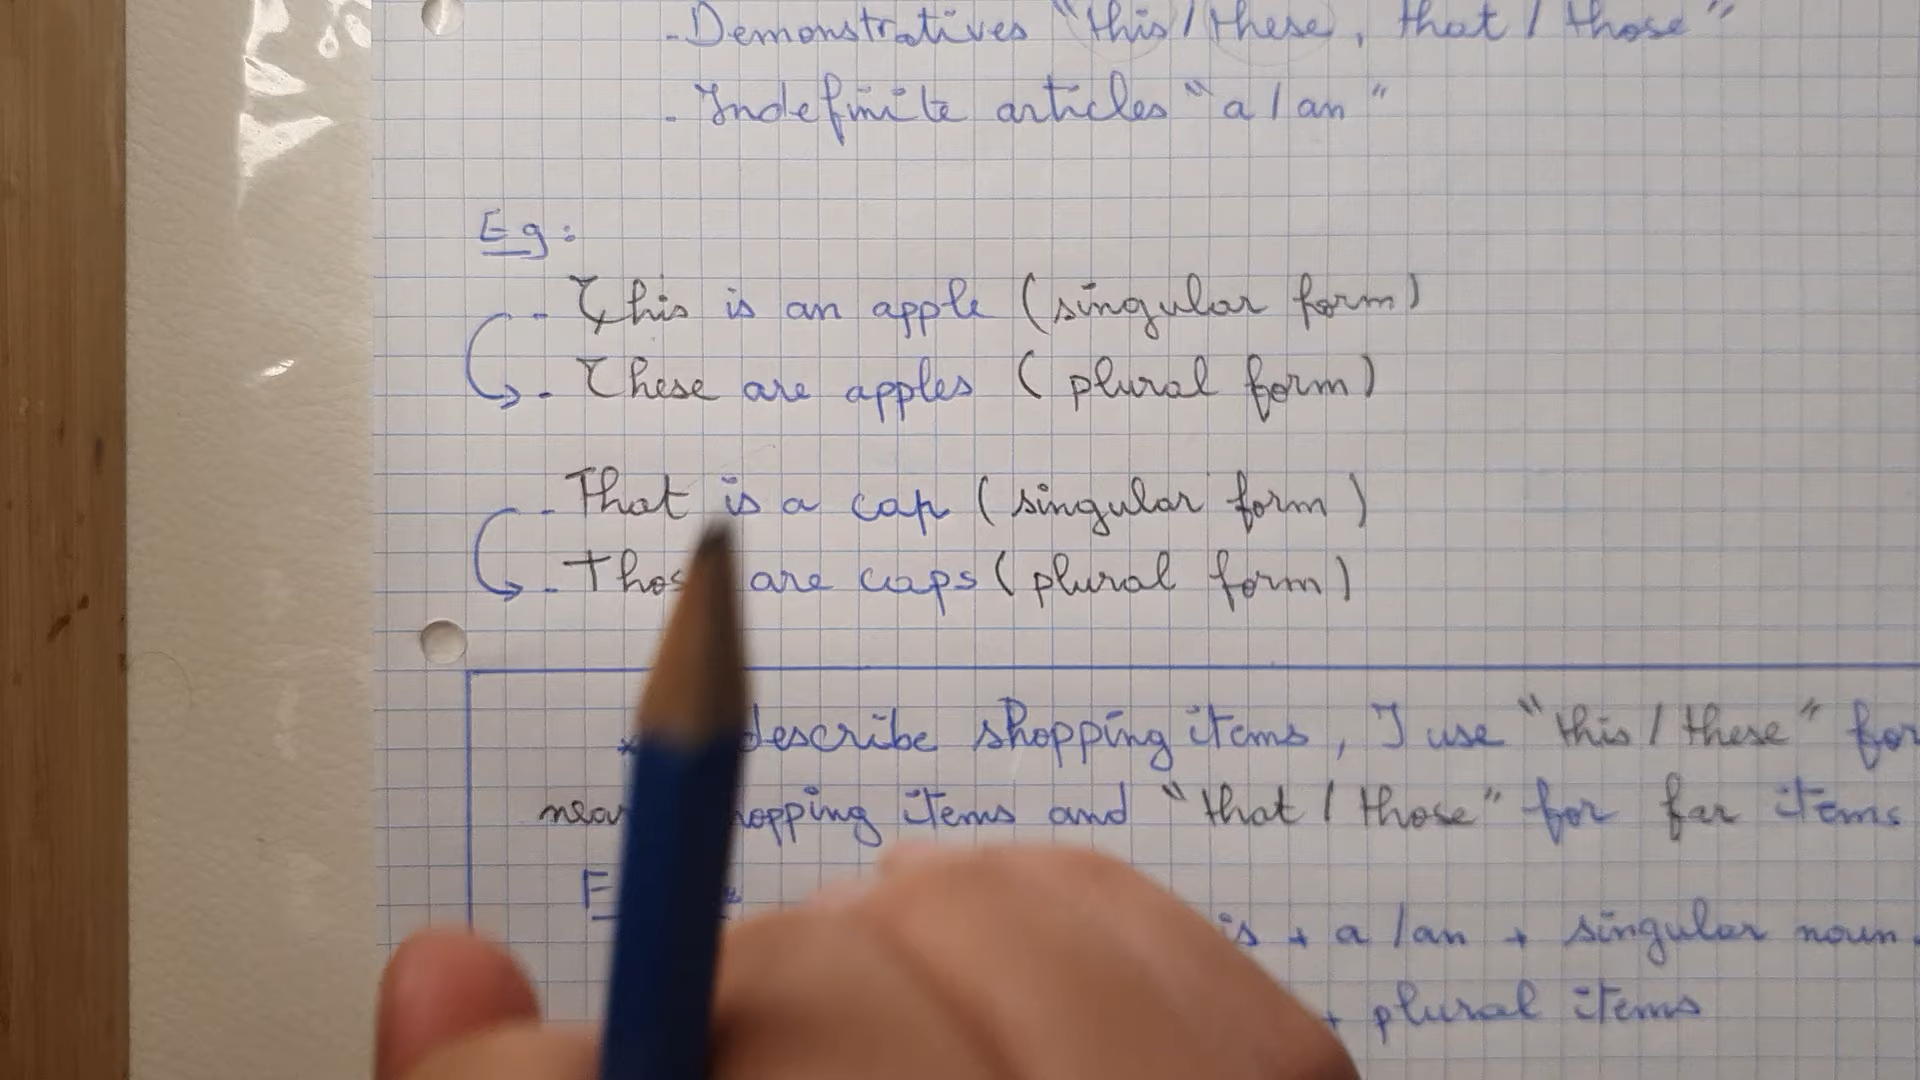 - Demonstratives "this / these, that / those"
- Indefinite articles "a / an"
Eg:
- This is an apple (singular form)
- These are apples (plural form)
- That is a cap (singular form)
- are caps (plural form)
* describe shopping items, I use "this / these" for
items and "that / those" for far items
is + a / an + singular noun
+ plural items